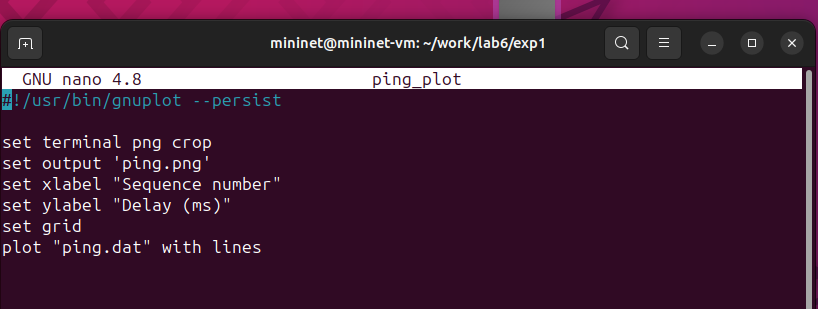 mininet@mininet-vm: ~/work/lab6/exp1
GNU nano 4.8 ping_plot
#!/usr/bin/gnuplot --persist
set terminal png crop
set output 'ping.png'
set xlabel "Sequence number"
set ylabel "Delay (ms)"
set grid
plot "ping.dat" with lines